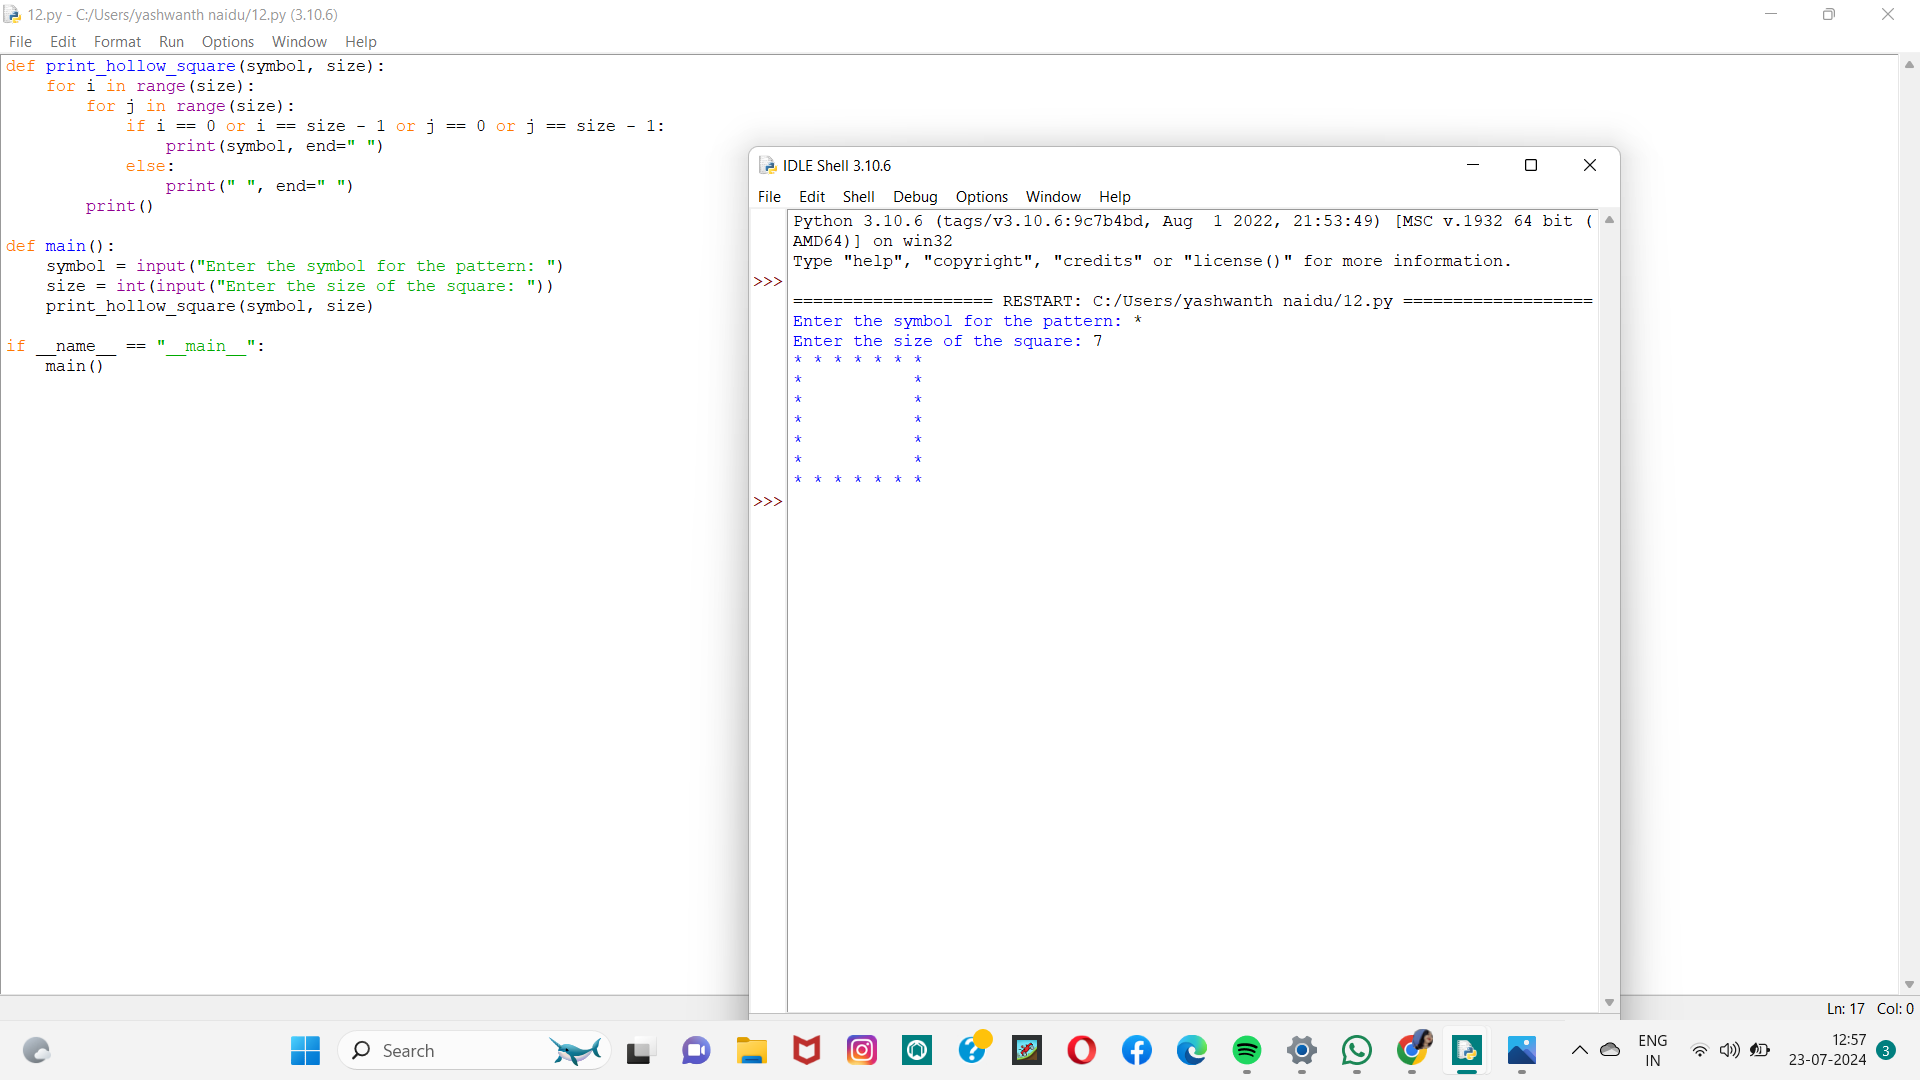 12.py - C:/Users/yashwanth naidu/12.py (3.10.6)
File Edit Format Run Options Window Help
def print_hollow_square(symbol, size):
    for i in range(size):
        for j in range(size):
            if i == 0 or i == size - 1 or j == 0 or j == size - 1:
                print(symbol, end=" ")
            else:
                print(" ", end=" ")
        print()
def main():
    symbol = input("Enter the symbol for the pattern: ")
    size = int(input("Enter the size of the square: "))
    print_hollow_square(symbol, size)
if __name__ == "__main__":
    main()
IDLE Shell 3.10.6
File Edit Shell Debug Options Window Help
Python 3.10.6 (tags/v3.10.6:9c7b4bd, Aug  1 2022, 21:53:49) [MSC v.1932 64 bit (
AMD64)] on win32
Type "help", "copyright", "credits" or "license()" for more information.
>>>
==================== RESTART: C:/Users/yashwanth naidu/12.py ===================
Enter the symbol for the pattern: *
Enter the size of the square: 7
* * * * * * *
*           *
*           *
*           *
*           *
*           *
* * * * * * *
>>>
Ln: 17 Col: 0
Search
ENG
IN
12:57
23-07-2024
3